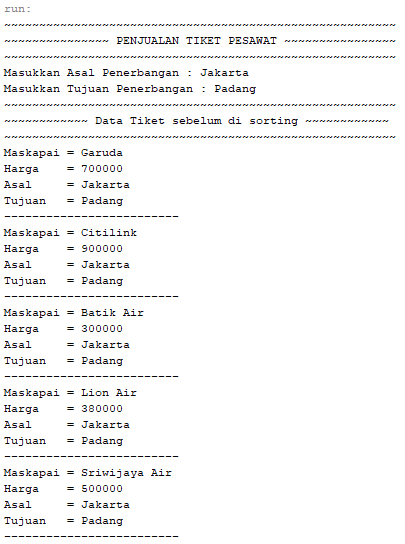 run:
~~~~~~~~~~~~~~~~~~~~~~~~~~~~~~~~~~~~~~~~~~~~~~~~~~~~~~~~
~~~~~~~~~~~~~~~ PENJUALAN TIKET PESAWAT ~~~~~~~~~~~~~~~~
~~~~~~~~~~~~~~~~~~~~~~~~~~~~~~~~~~~~~~~~~~~~~~~~~~~~~~~~
Masukkan Asal Penerbangan : Jakarta
Masukkan Tujuan Penerbangan : Padang
~~~~~~~~~~~~~~~~~~~~~~~~~~~~~~~~~~~~~~~~~~~~~~~~~~~~~~~~
~~~~~~~~~~~~ Data Tiket sebelum di sorting ~~~~~~~~~~~~
~~~~~~~~~~~~~~~~~~~~~~~~~~~~~~~~~~~~~~~~~~~~~~~~~~~~~~~~
Maskapai = Garuda
Harga    = 700000
Asal     = Jakarta
Tujuan   = Padang
-------------------------
Maskapai = Citilink
Harga    = 900000
Asal     = Jakarta
Tujuan   = Padang
-------------------------
Maskapai = Batik Air
Harga    = 300000
Asal     = Jakarta
Tujuan   = Padang
-------------------------
Maskapai = Lion Air
Harga    = 380000
Asal     = Jakarta
Tujuan   = Padang
-------------------------
Maskapai = Sriwijaya Air
Harga    = 500000
Asal     = Jakarta
Tujuan   = Padang
-------------------------